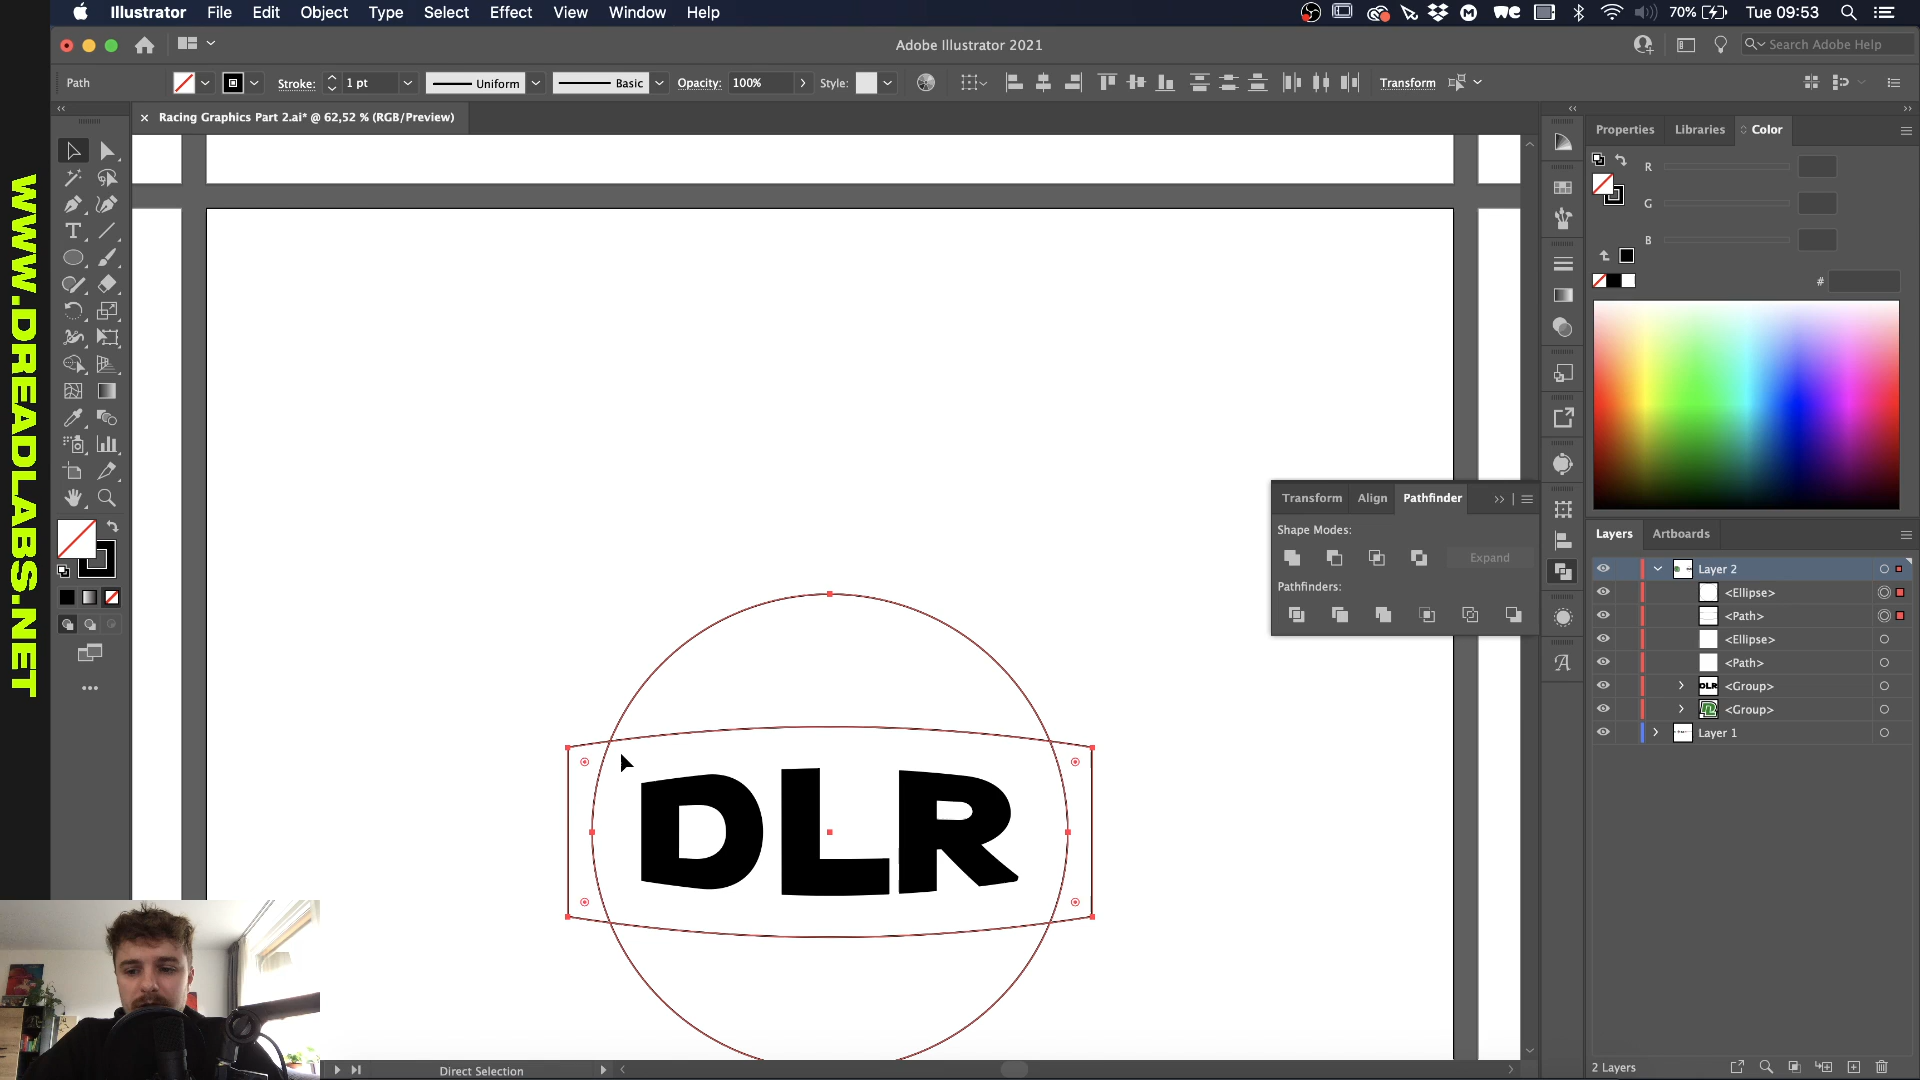 Illustrator File Edit Object Type Select Effect View Window Help
70% Tue 09:53
Adobe Illustrator 2021
Search Adobe Help
Path
Stroke: 1 pt Uniform Basic Opacity: 100% Style: Transform
× Racing Graphics Part 2.ai* @ 62,52 % (RGB/Preview)
Properties Libraries Color
R
G
B
#
WWW.DREADLABS.NET
Transform Align Pathfinder
Shape Modes:
Expand
Pathfinders:
Layers Artboards
Layer 2
<Ellipse>
<Path>
<Ellipse>
<Path>
DLR <Group>
<Group>
Layer 1
DLR
Direct Selection
2 Layers